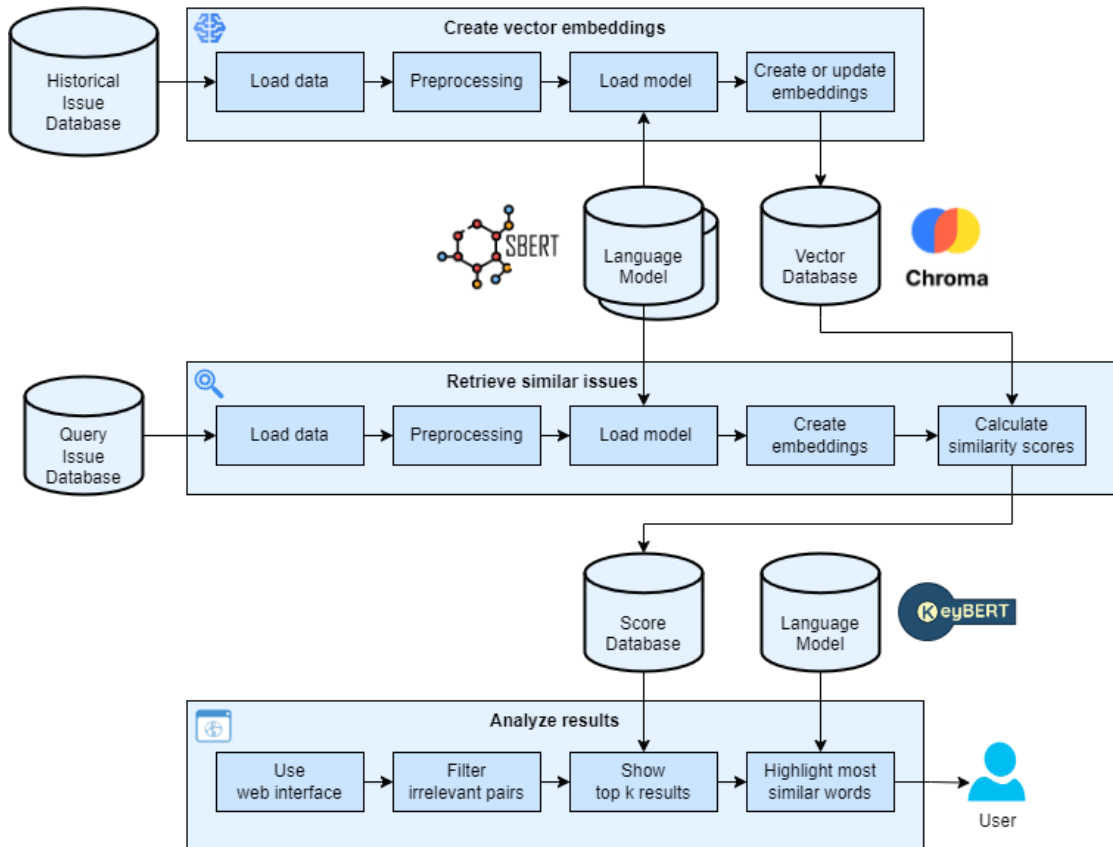 Create vector embeddings
Historical
Issue
Database
Load data
Preprocessing
Load model
Create or update
embeddings
SBERT
Language
Model
Vector
Database
Chroma
Retrieve similar issues
Query
Issue
Database
Load data
Preprocessing
Load model
Create
embeddings
Calculate
similarity scores
Score
Database
Language
Model
KeyBERT
Analyze results
Use
web interface
Filter
irrelevant pairs
Show
top k results
Highlight most
similar words
User